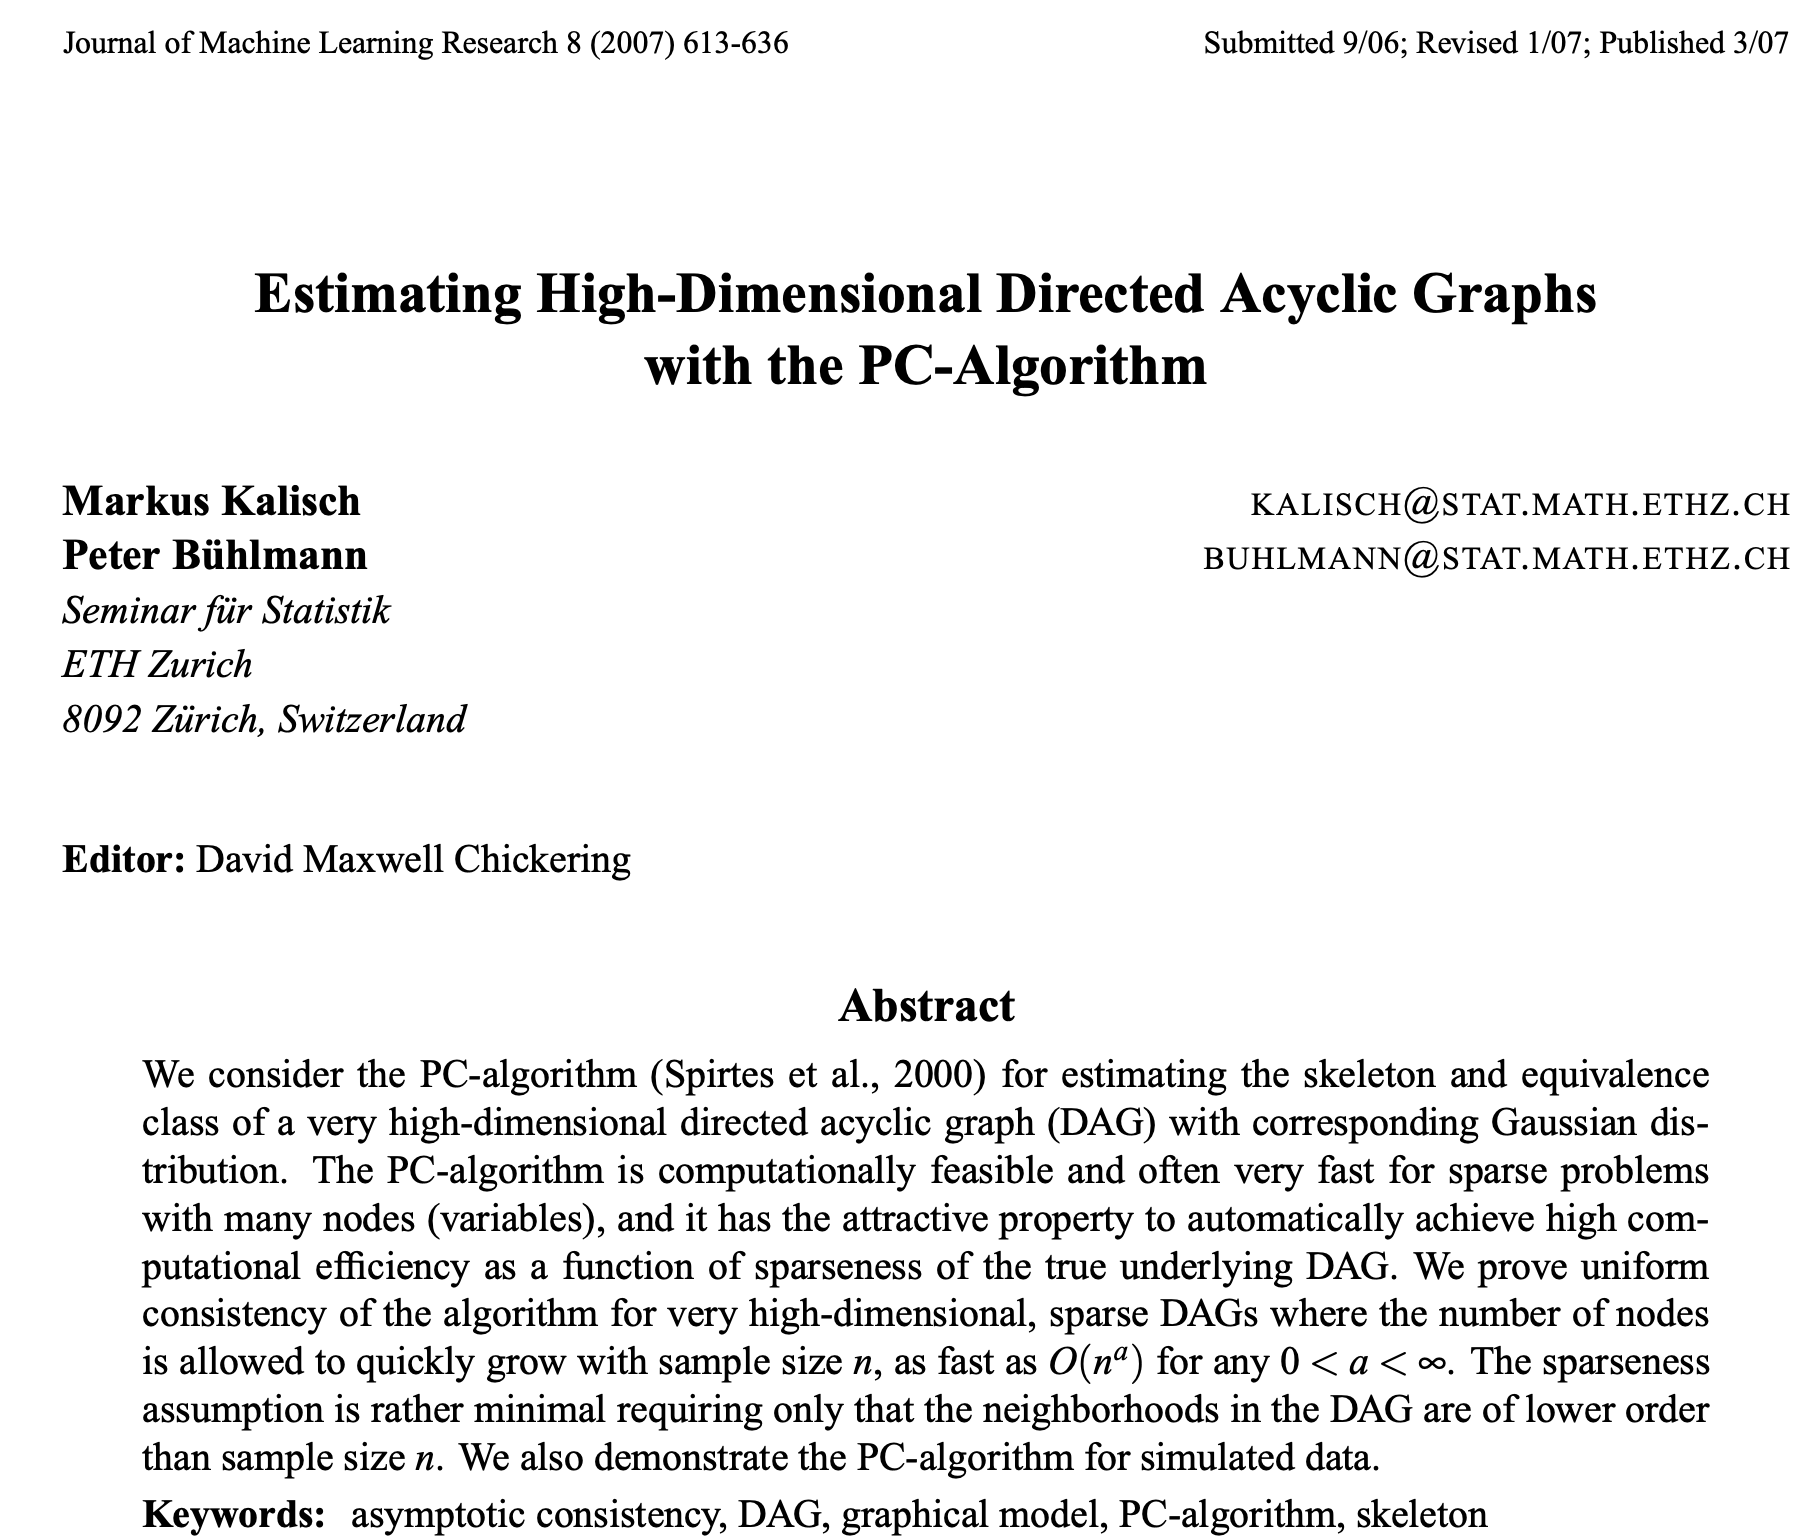 Journal of Machine Learning Research 8 (2007) 613-636 Submitted 9/06; Revised 1/07; Published 3/07
Estimating High-Dimensional Directed Acyclic Graphs
with the PC-Algorithm
Markus Kalisch KALISCH@STAT.MATH.ETHZ.CH
Peter Bühlmann BUHLMANN@STAT.MATH.ETHZ.CH
Seminar für Statistik
ETH Zurich
8092 Zürich, Switzerland
Editor: David Maxwell Chickering
Abstract
We consider the PC-algorithm (Spirtes et al., 2000) for estimating the skeleton and equivalence
class of a very high-dimensional directed acyclic graph (DAG) with corresponding Gaussian dis-
tribution. The PC-algorithm is computationally feasible and often very fast for sparse problems
with many nodes (variables), and it has the attractive property to automatically achieve high com-
putational efficiency as a function of sparseness of the true underlying DAG. We prove uniform
consistency of the algorithm for very high-dimensional, sparse DAGs where the number of nodes
is allowed to quickly grow with sample size n, as fast as O(nᵃ) for any 0 < a < ∞. The sparseness
assumption is rather minimal requiring only that the neighborhoods in the DAG are of lower order
than sample size n. We also demonstrate the PC-algorithm for simulated data.
Keywords: asymptotic consistency, DAG, graphical model, PC-algorithm, skeleton